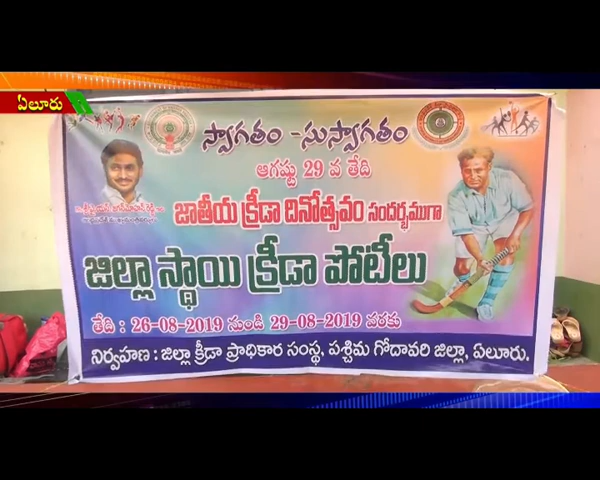 ఏలూరు
స్వాగతం - సుస్వాగతం
ఆగష్టు 29 వ తేది
జాతీయ క్రీడా దినోత్సవం సందర్భముగా
జిల్లా స్థాయి క్రీడా పోటీలు
తేది : 26-08-2019 నుండి 29-08-2019 వరకు
నిర్వహణ : జిల్లా క్రీడా ప్రాధికార సంస్థ, పశ్చిమ గోదావరి జిల్లా, ఏలూరు.